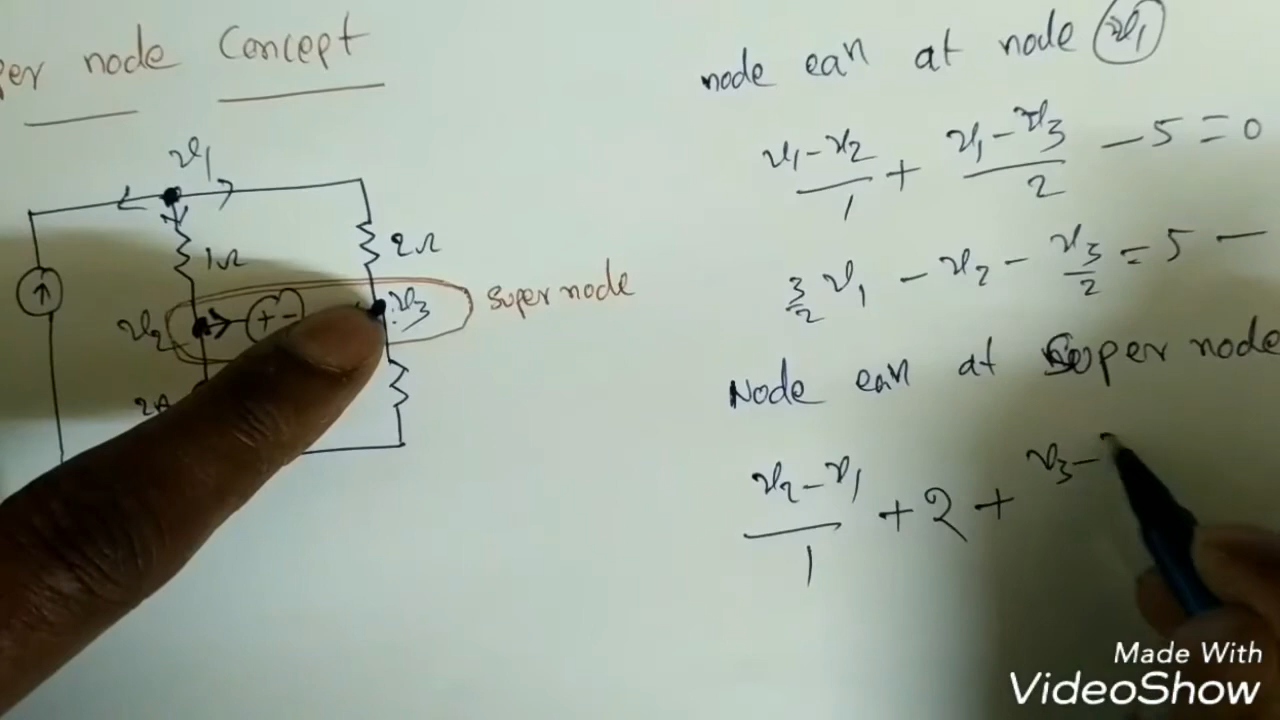 per node Concept
node eqn at node v1
v1-v2/1 + v1-v3/2 - 5 = 0
3/2 v1 - v2 - v3/2 = 5 -
Node eqn at Super node
v2-v1/1 + 2 + v3-
v1
1Ω
2Ω
v2
+ -
v3
super node
2A
Made With
VideoShow